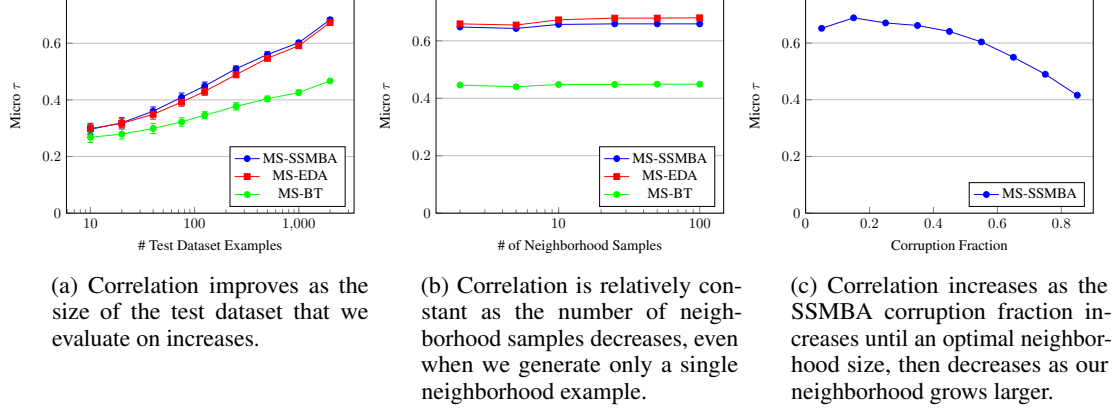 0.6
0.4
0.2
0
10
100
1,000
Micro τ
# Test Dataset Examples
MS-SSMBA
MS-EDA
MS-BT
(a) Correlation improves as the
size of the test dataset that we
evaluate on increases.
0.6
0.4
0.2
0
10
100
Micro τ
# of Neighborhood Samples
MS-SSMBA
MS-EDA
MS-BT
(b) Correlation is relatively con-
stant as the number of neigh-
borhood samples decreases, even
when we generate only a single
neighborhood example.
0.6
0.4
0.2
0
0
0.2
0.4
0.6
0.8
Micro τ
Corruption Fraction
MS-SSMBA
(c) Correlation increases as the
SSMBA corruption fraction in-
creases until an optimal neighbor-
hood size, then decreases as our
neighborhood grows larger.